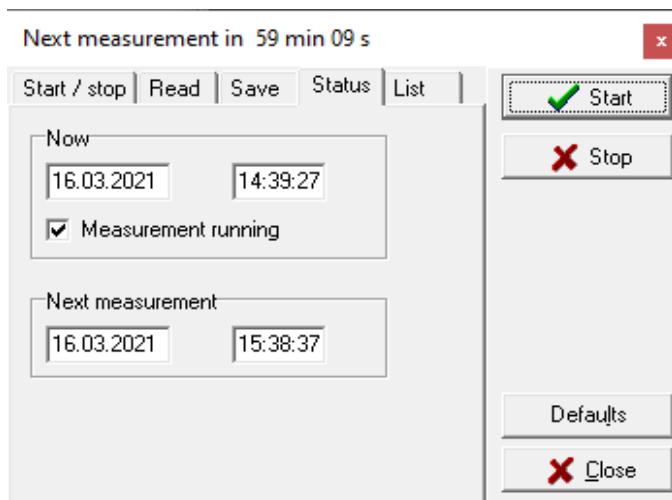 Next measurement in 59 min 09 s
x
Start / stop Read Save Status List
Now
16.03.2021 14:39:27
Measurement running
Next measurement
16.03.2021 15:38:37
Start
Stop
Defaults
Close